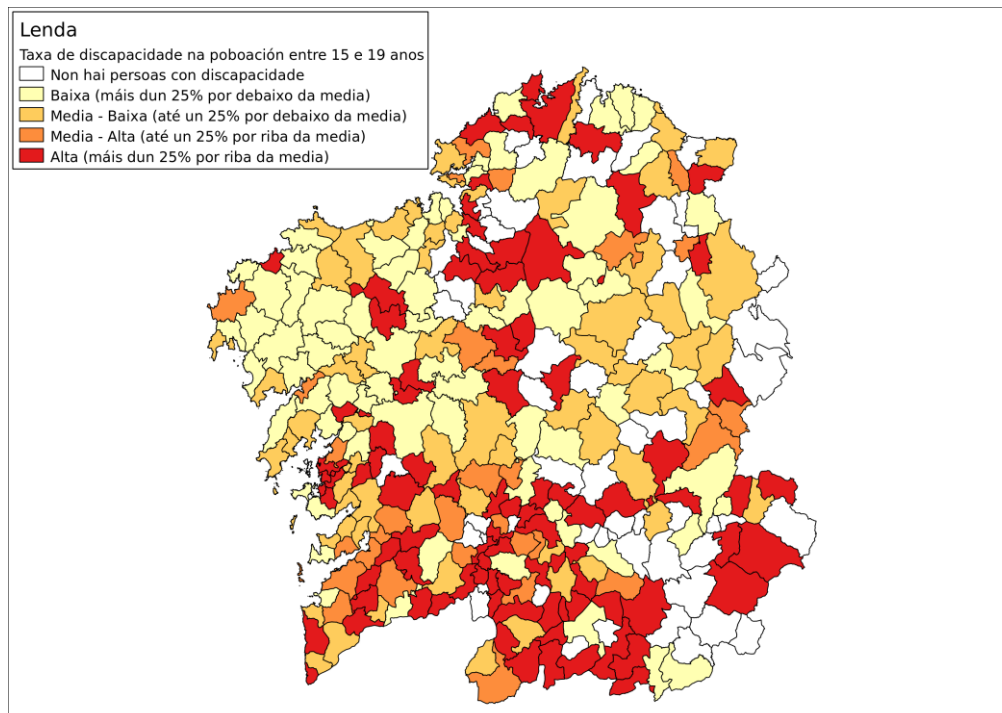 Lenda
Taxa de discapacidade na poboación entre 15 e 19 anos
Non hai persoas con discapacidade
Baixa (máis dun 25% por debaixo da media)
Media - Baixa (até un 25% por debaixo da media)
Media - Alta (até un 25% por riba da media)
Alta (máis dun 25% por riba da media)